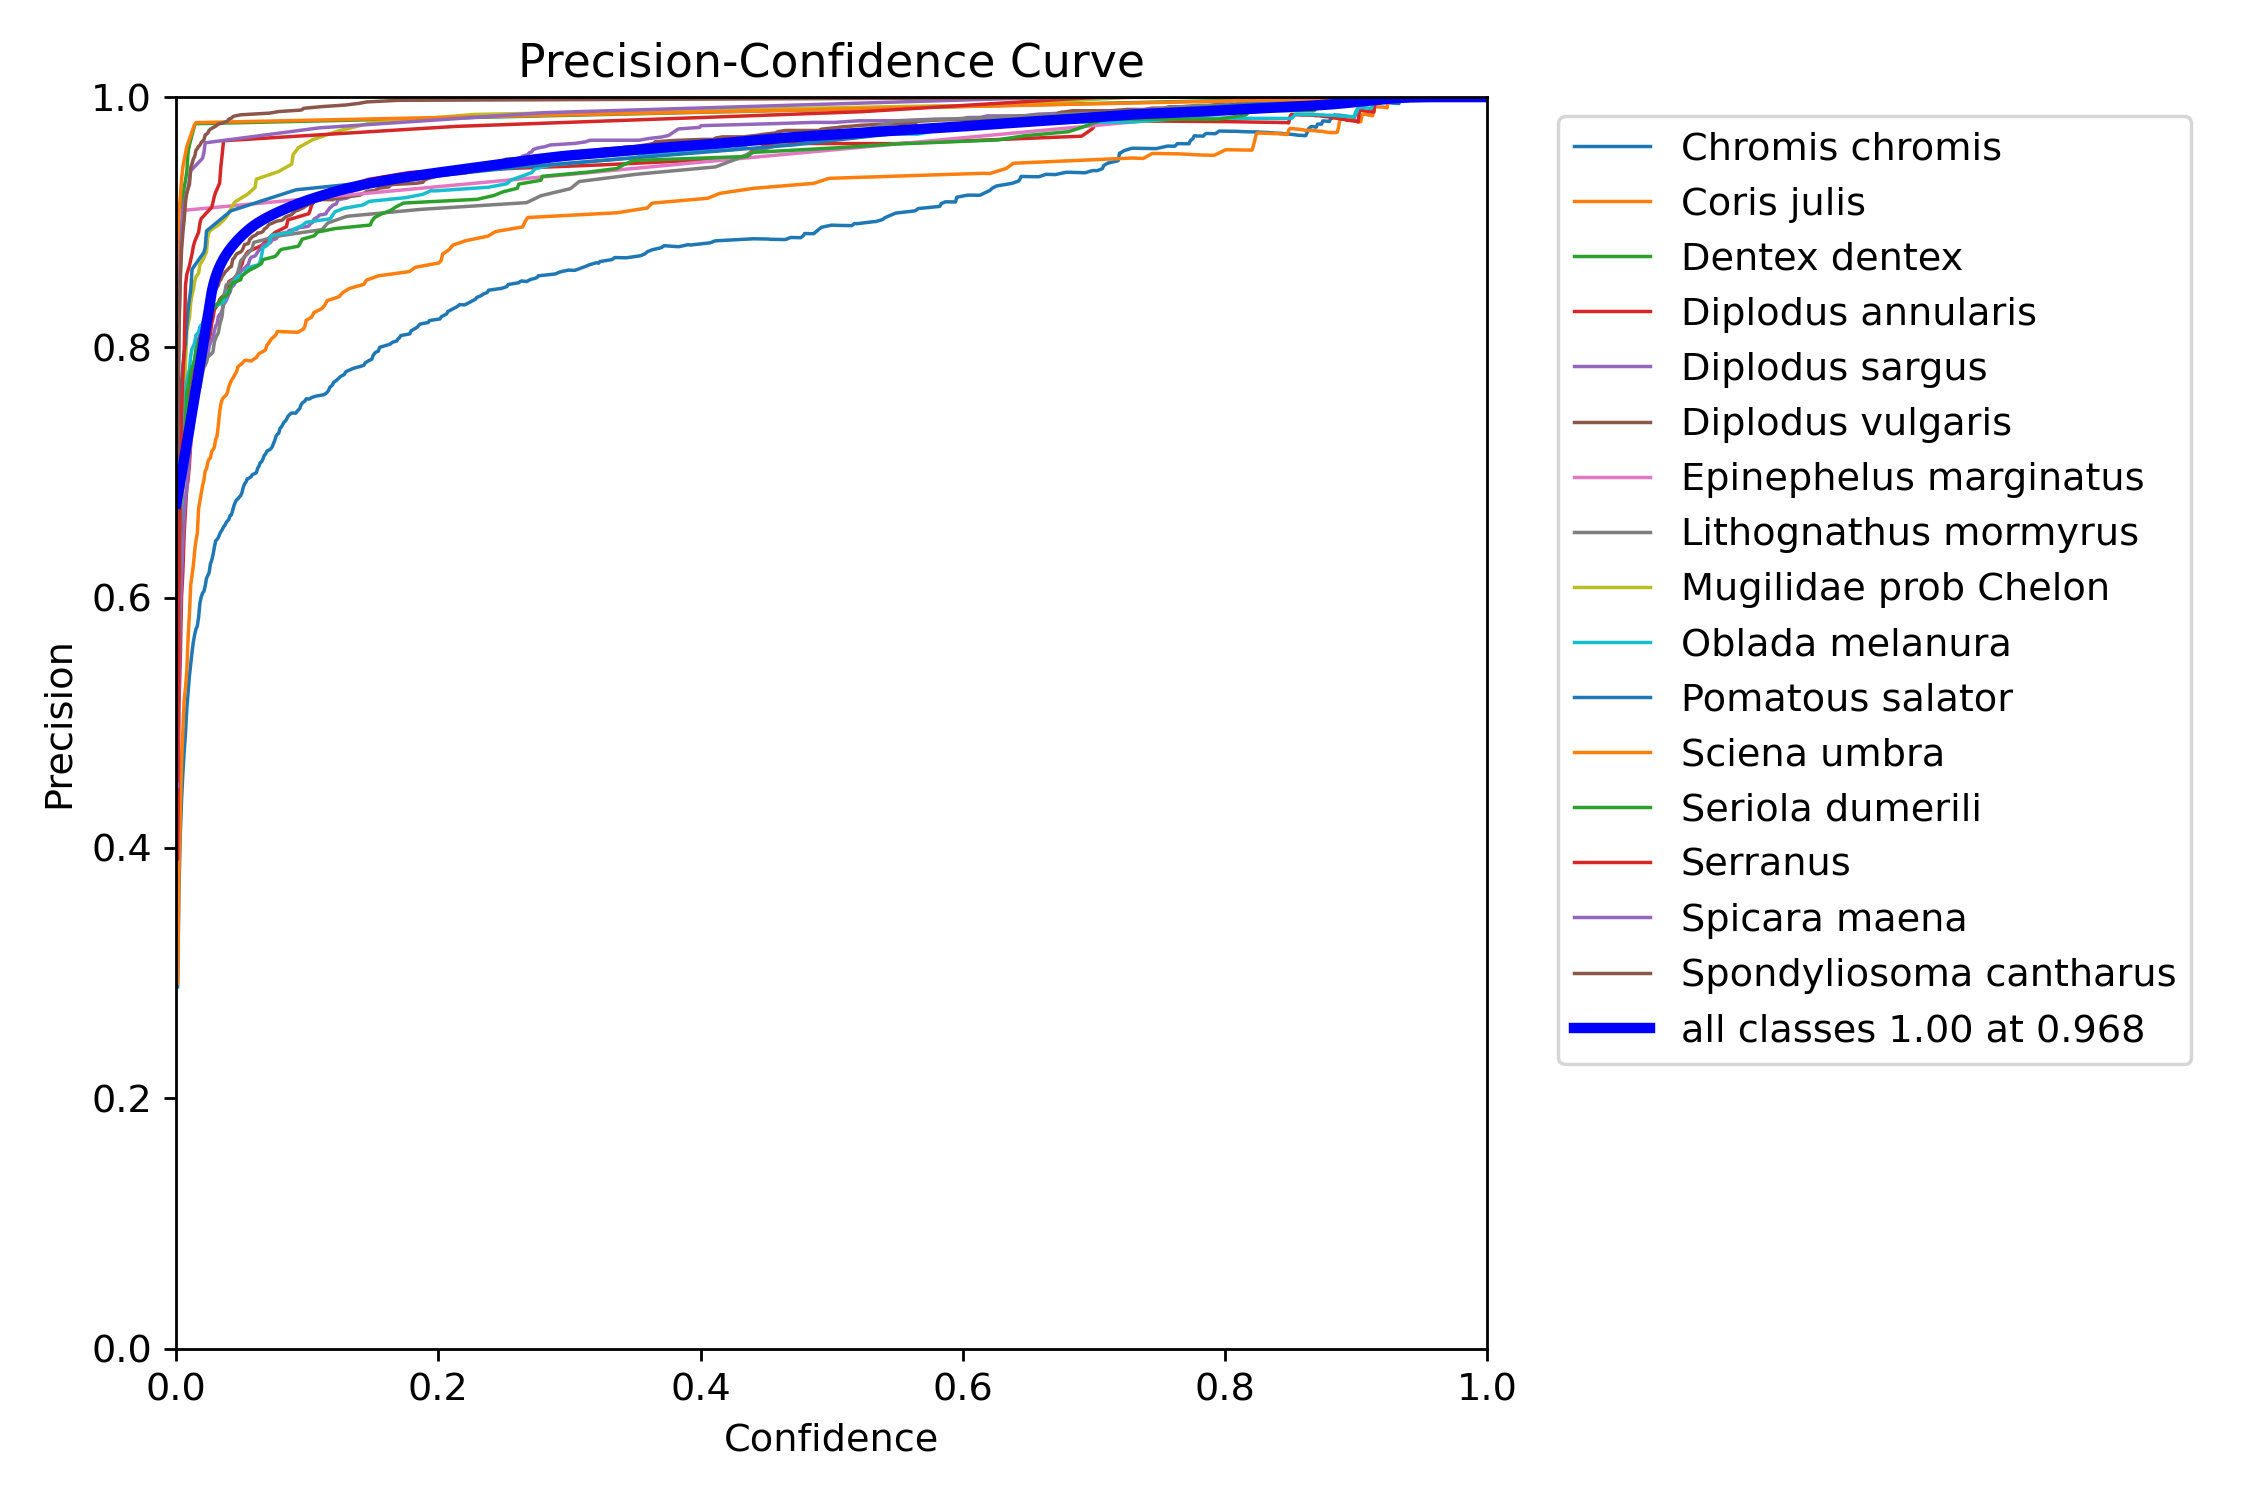 Precision-Confidence Curve
1.0
0.8
0.6
0.4
0.2
0.0
Precision
0.0 0.2 0.4 0.6 0.8 1.0
Confidence
Chromis chromis
Coris julis
Dentex dentex
Diplodus annularis
Diplodus sargus
Diplodus vulgaris
Epinephelus marginatus
Lithognathus mormyrus
Mugilidae prob Chelon
Oblada melanura
Pomatous salator
Sciena umbra
Seriola dumerili
Serranus
Spicara maena
Spondyliosoma cantharus
all classes 1.00 at 0.968